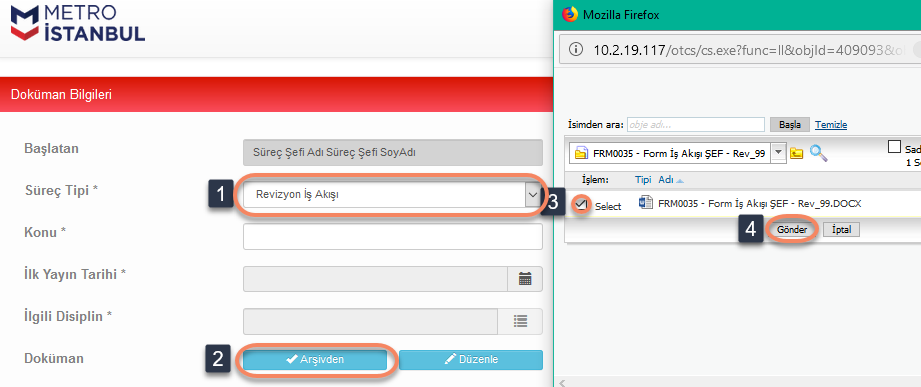 METRO
İSTANBUL
Doküman Bilgileri
Başlatan
Süreç Şefi Adı Süreç Şefi SoyAdı
Süreç Tipi *
1
Revizyon İş Akışı
Konu *
İlk Yayın Tarihi *
İlgili Disiplin *
Doküman
2
Arşivden
Düzenle
Mozilla Firefox
10.2.19.117/otcs/cs.exe?func=ll&objId=409093&
İsimden ara:
obje adı...
Başla
Temizle
FRM0035 - Form İş Akışı ŞEF - Rev_99
Sad
1 S
İşlem:
Tipi
Adı
3
Select
FRM0035 - Form İş Akışı ŞEF - Rev_99.DOCX
4
Gönder
İptal